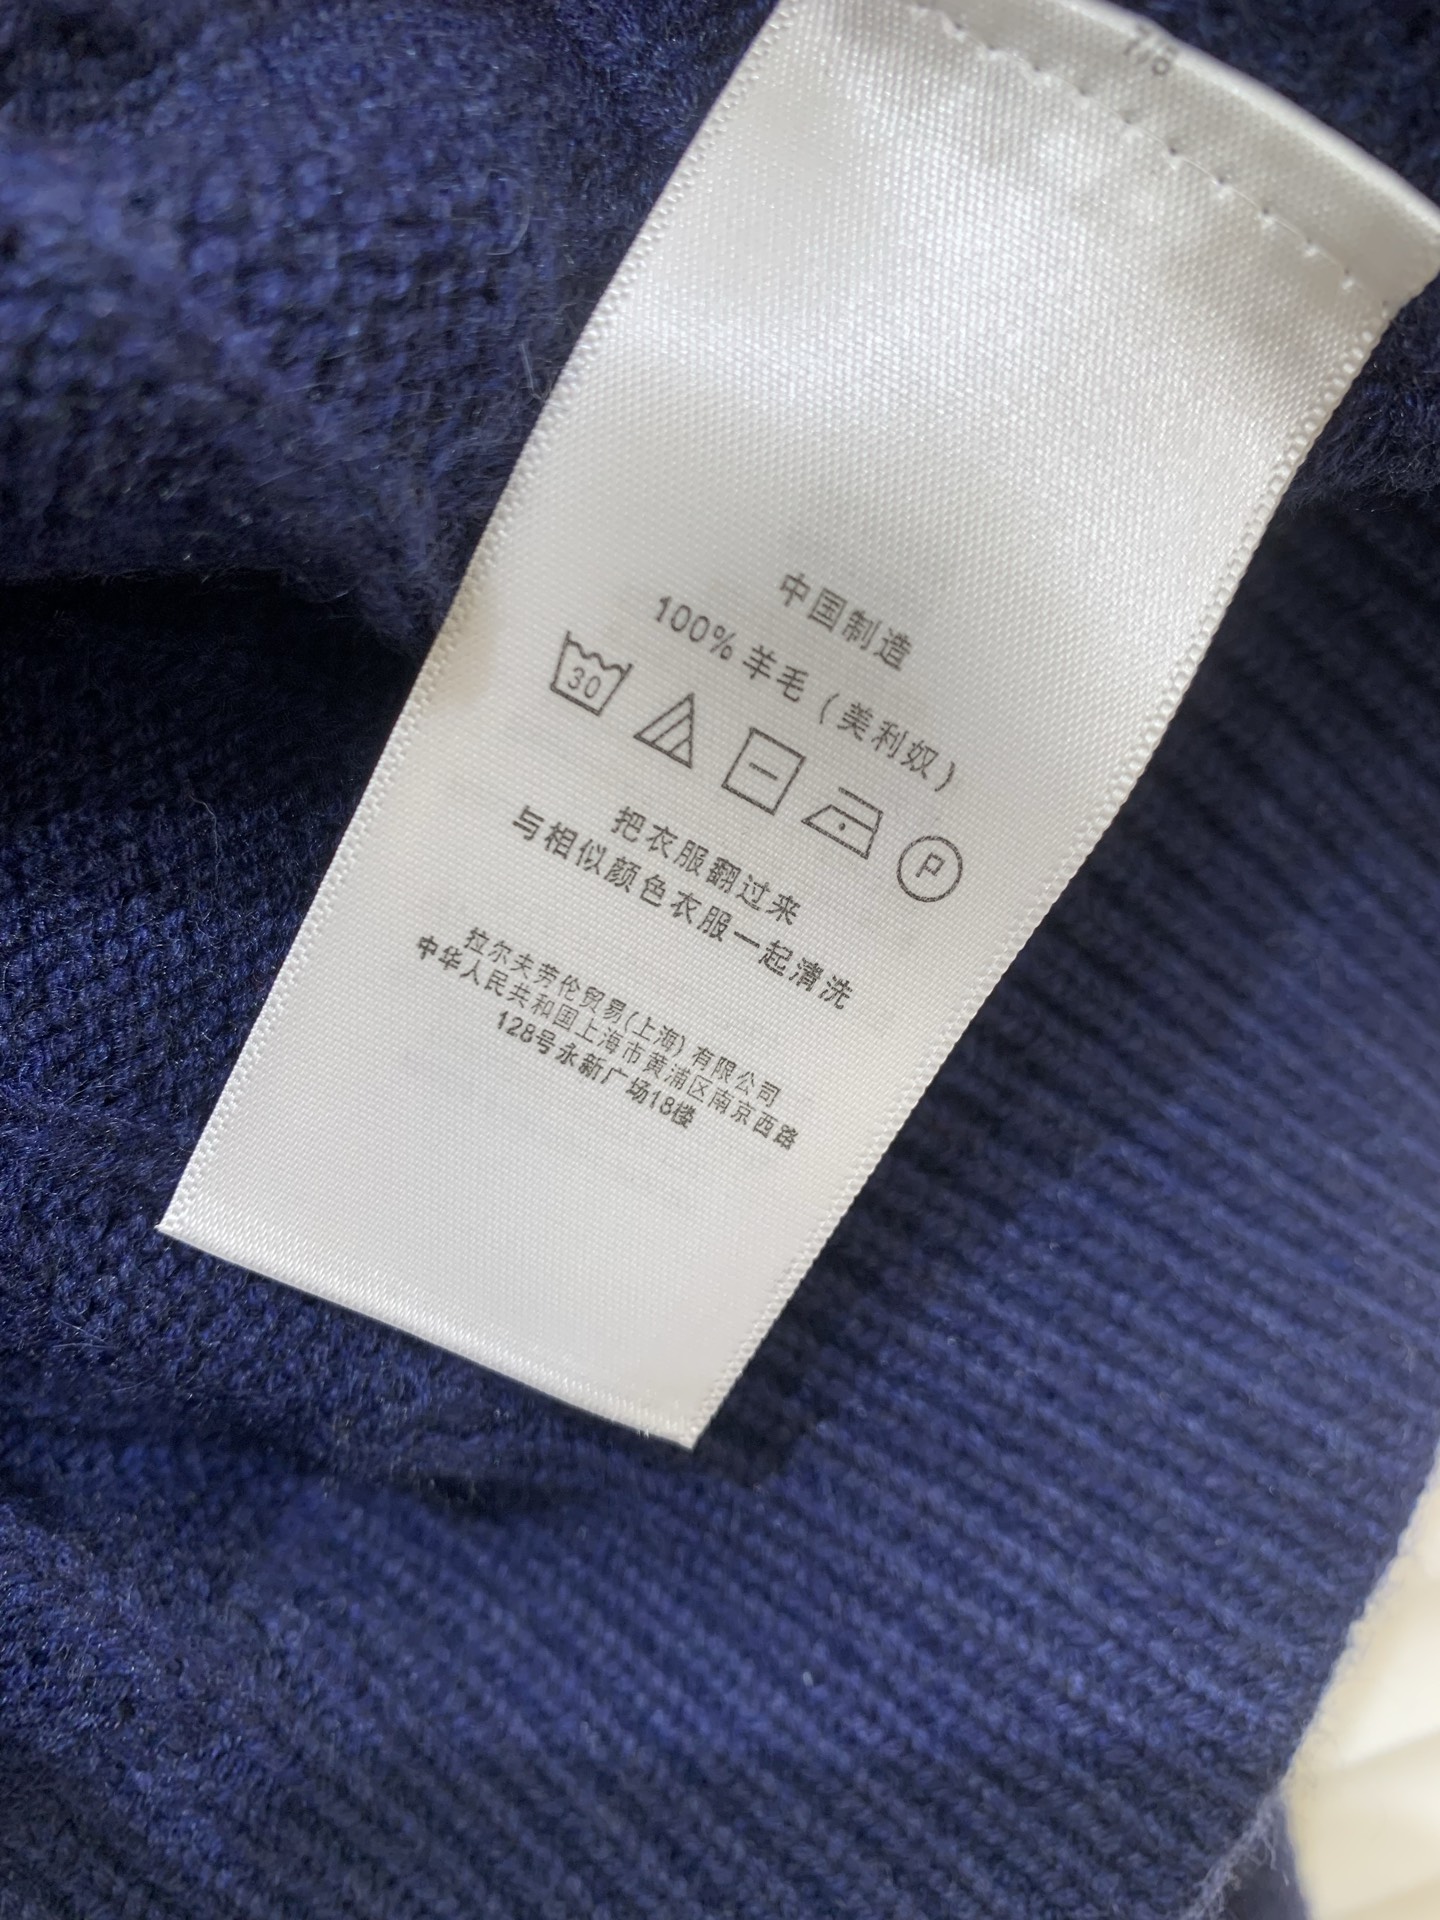 中国制造
100% 羊毛 (美利奴)
30
P
把衣服翻过来
与相似颜色衣服一起清洗
拉尔夫劳伦贸易(上海) 有限公司
中华人民共和国上海市黄浦区南京西路
128号永新广场18楼